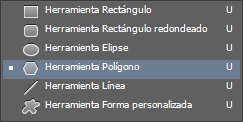 Herramienta Rectángulo U
Herramienta Rectángulo redondeado U
Herramienta Elipse U
Herramienta Polígono U
Herramienta Línea U
Herramienta Forma personalizada U